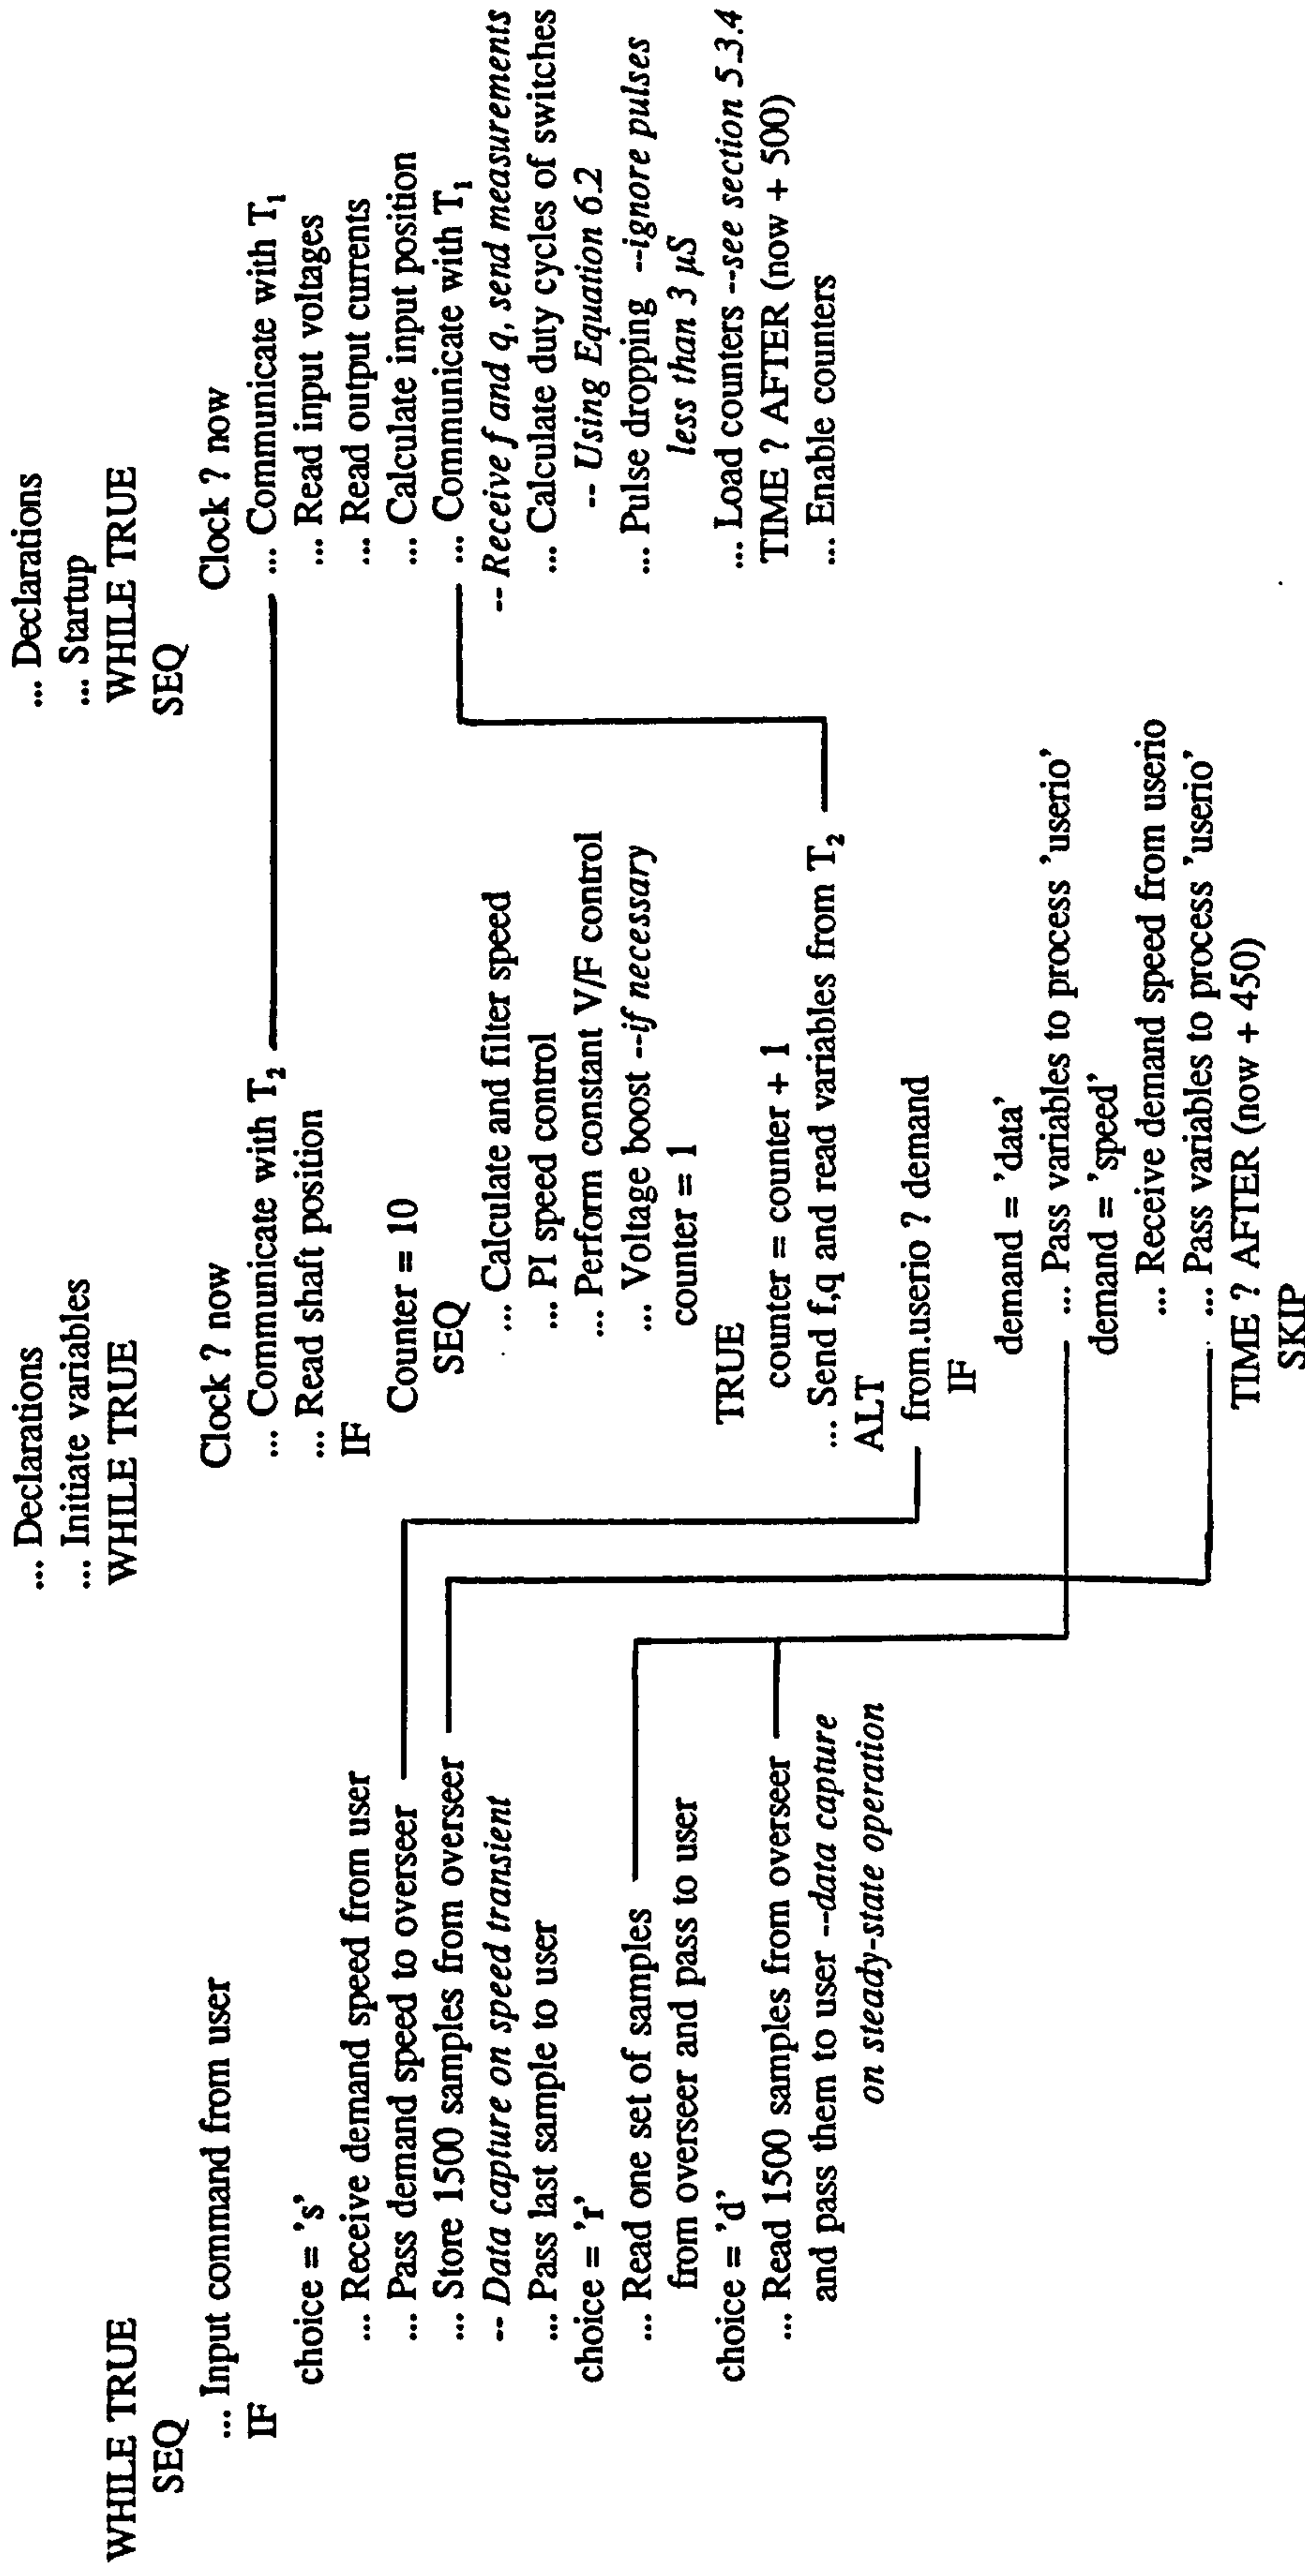 WHILE TRUE
SEQ
... Input command from user
IF
choice = 's'
... Receive demand speed from user
... Pass demand speed to overseer
... Store 1500 samples from overseer
-- Data capture on speed transient
... Pass last sample to user
choice = 'r'
... Read one set of samples
from overseer and pass to user
choice = 'd'
... Read 1500 samples from overseer
and pass them to user --data capture
on steady-state operation
... Declarations
... Initiate variables
WHILE TRUE
Clock ? now
... Communicate with T₂
... Read shaft position
IF
Counter = 10
SEQ
... Calculate and filter speed
... PI speed control
... Perform constant V/F control
... Voltage boost --if necessary
counter = 1
TRUE
counter = counter + 1
... Send f,q and read variables from T₂
ALT
from.userio ? demand
IF
demand = 'data'
... Pass variables to process 'userio'
demand = 'speed'
... Receive demand speed from userio
... Pass variables to process 'userio'
TIME ? AFTER (now + 450)
SKIP
... Declarations
... Startup
WHILE TRUE
SEQ
Clock ? now
... Communicate with T₁
... Read input voltages
... Read output currents
... Calculate input position
... Communicate with T₁
-- Receive f and q, send measurements
... Calculate duty cycles of switches
-- Using Equation 6.2
... Pulse dropping --ignore pulses
less than 3 μS
... Load counters --see section 5.3.4
TIME ? AFTER (now + 500)
... Enable counters